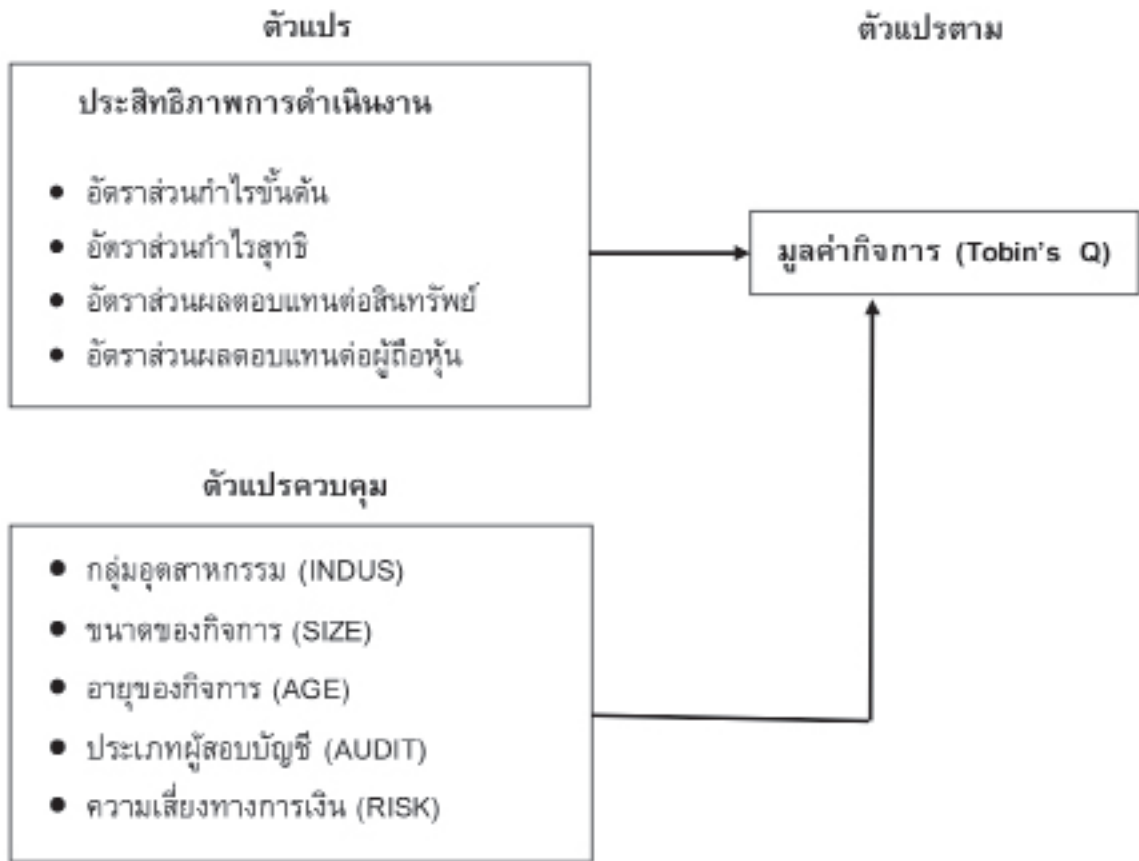 ตัวแปร
ประสิทธิภาพการดำเนินงาน
● อัตราส่วนกำไรขั้นต้น
● อัตราส่วนกำไรสุทธิ
● อัตราส่วนผลตอบแทนต่อสินทรัพย์
● อัตราส่วนผลตอบแทนต่อผู้ถือหุ้น
ตัวแปรตาม
มูลค่ากิจการ (Tobin's Q)
ตัวแปรควบคุม
● กลุ่มอุตสาหกรรม (INDUS)
● ขนาดของกิจการ (SIZE)
● อายุของกิจการ (AGE)
● ประเภทผู้สอบบัญชี (AUDIT)
● ความเสี่ยงทางการเงิน (RISK)